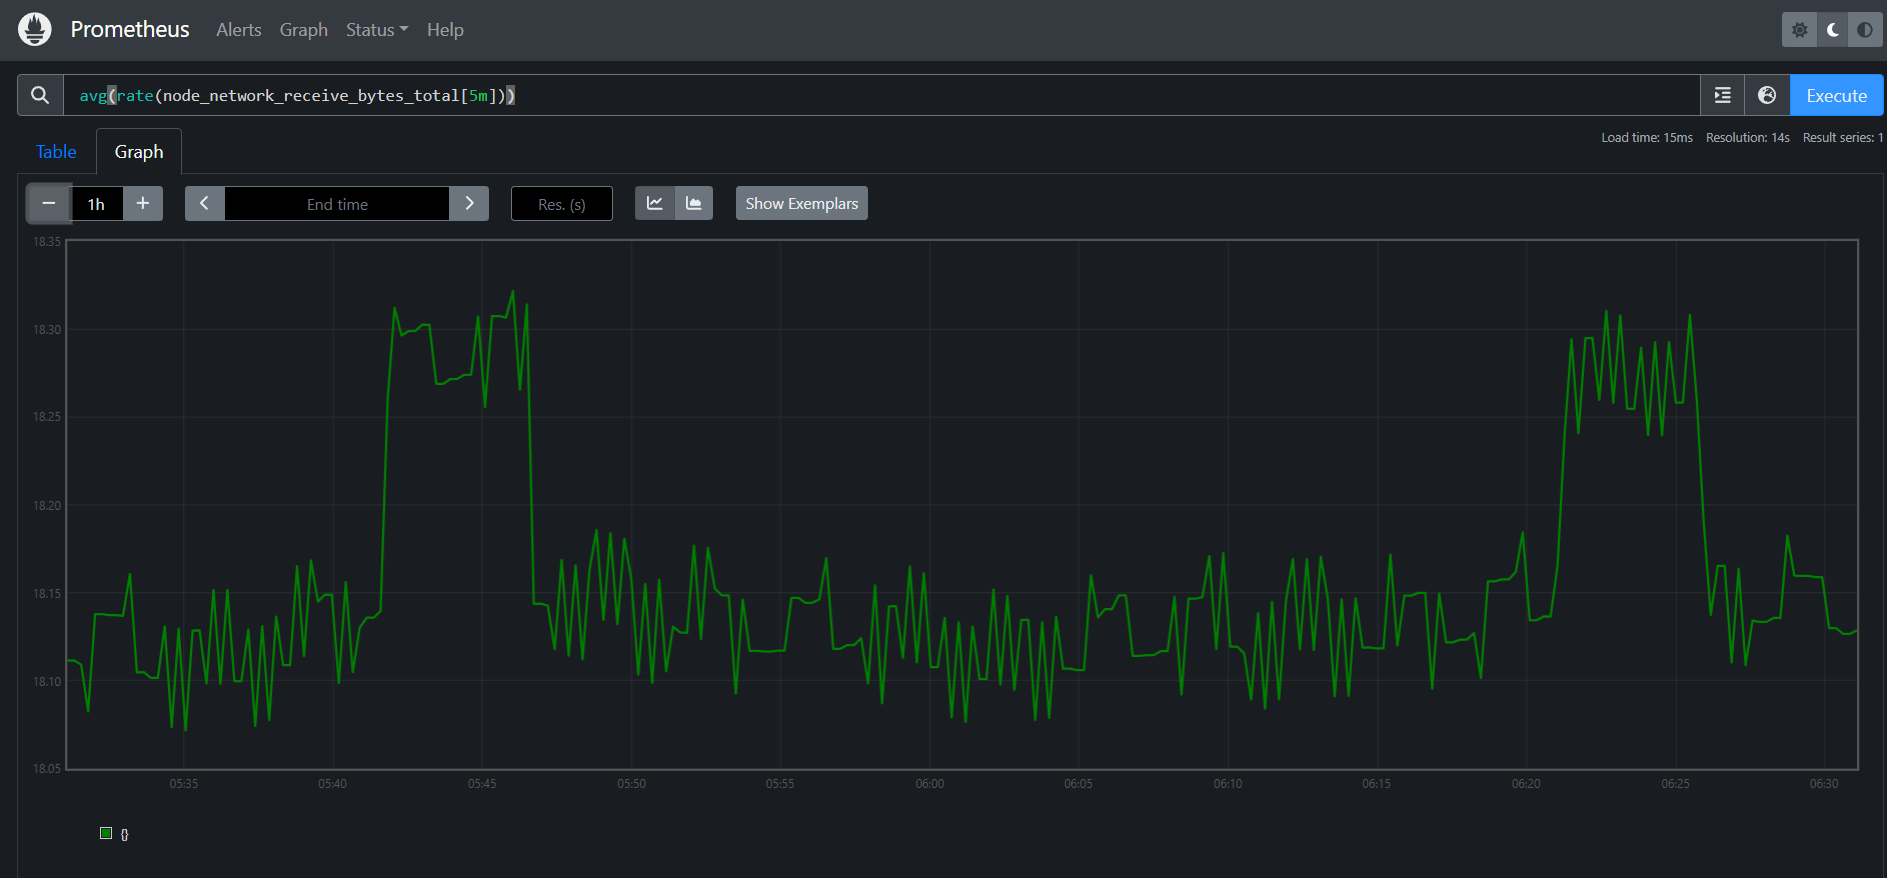 Prometheus Alerts Graph Status Help
avg(rate(node_network_receive_bytes_total[5m]))
Execute
Load time: 15ms Resolution: 14s Result series: 1
Table Graph
− 1h + End time Res. (s) Show Exemplars
18.35
18.30
18.25
18.20
18.15
18.10
18.05
05:35 05:40 05:45 05:50 05:55 06:00 06:05 06:10 06:15 06:20 06:25 06:30
{}